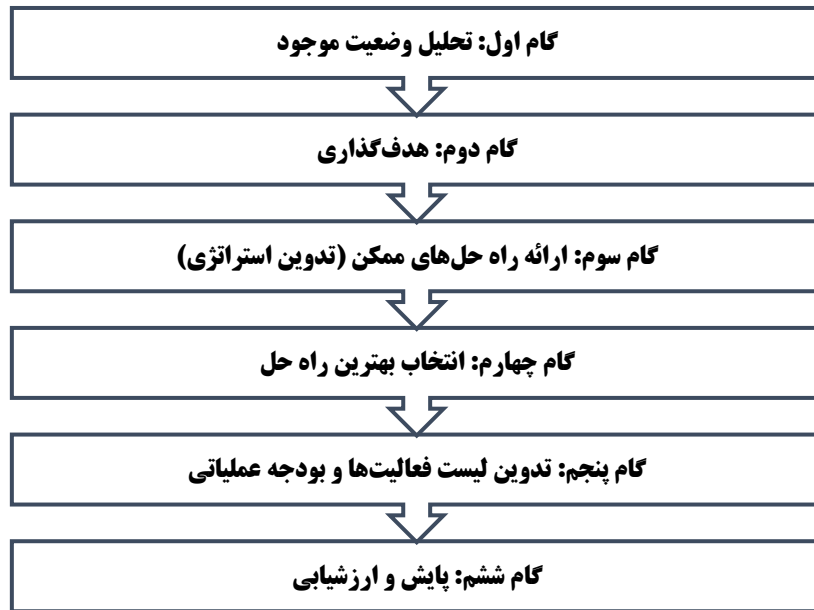 گام اول: تحلیل وضعیت موجود
گام دوم: هدف‌گذاری
گام سوم: ارائه راه حل‌های ممکن (تدوین استراتژی)
گام چهارم: انتخاب بهترین راه حل
گام پنجم: تدوین لیست فعالیت‌ها و بودجه عملیاتی
گام ششم: پایش و ارزشیابی